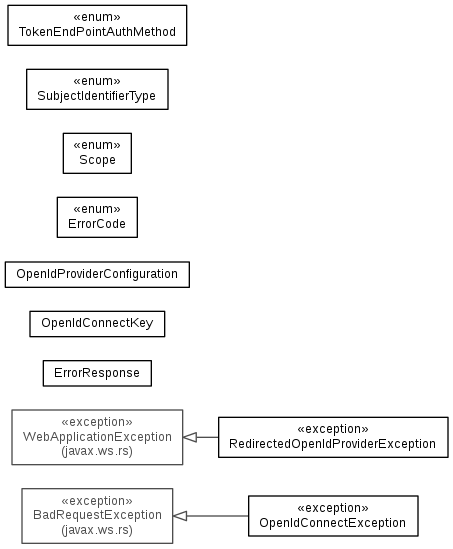 «enum»
TokenEndPointAuthMethod
«enum»
SubjectIdentifierType
«enum»
Scope
«enum»
ErrorCode
OpenIdProviderConfiguration
OpenIdConnectKey
ErrorResponse
«exception»
WebApplicationException
(javax.ws.rs)
«exception»
RedirectedOpenIdProviderException
«exception»
BadRequestException
(javax.ws.rs)
«exception»
OpenIdConnectException